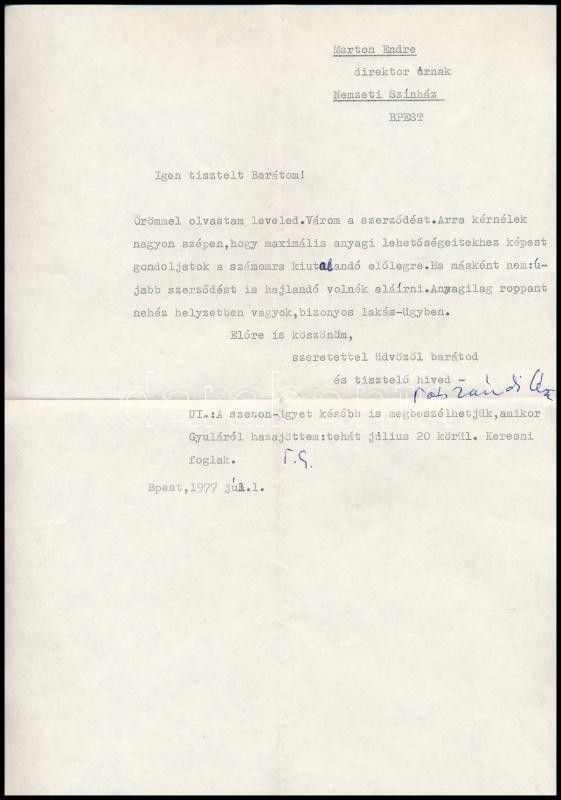 Marton Endre
direktor úrnak
Nemzeti Színház
BPEST
Igen tisztelt Barátom!
Örömmel olvastam leveled.Várom a szerződést.Arra kérnélek
nagyon szépen,hogy maximális anyagi lehetőségeitekhez képest
gondoljatok a számomra kiutalandó előlegre.Ha másként nem:ú-
jabb szerződést is hajlandó volnék aláírni.Anyagilag roppant
nehéz helyzetben vagyok,bizonyos lakás-ügyben.
Előre is köszönöm,
szeretettel üdvözöl barátod
és tisztelő hived -
UI.:A szezon-ügyet később is megbeszélhetjük,amikor
Gyuláról hazajöttem:tehát július 20 körül. Keresni
foglak. T.G.
Bpest,1977 júl.1.
darabanth